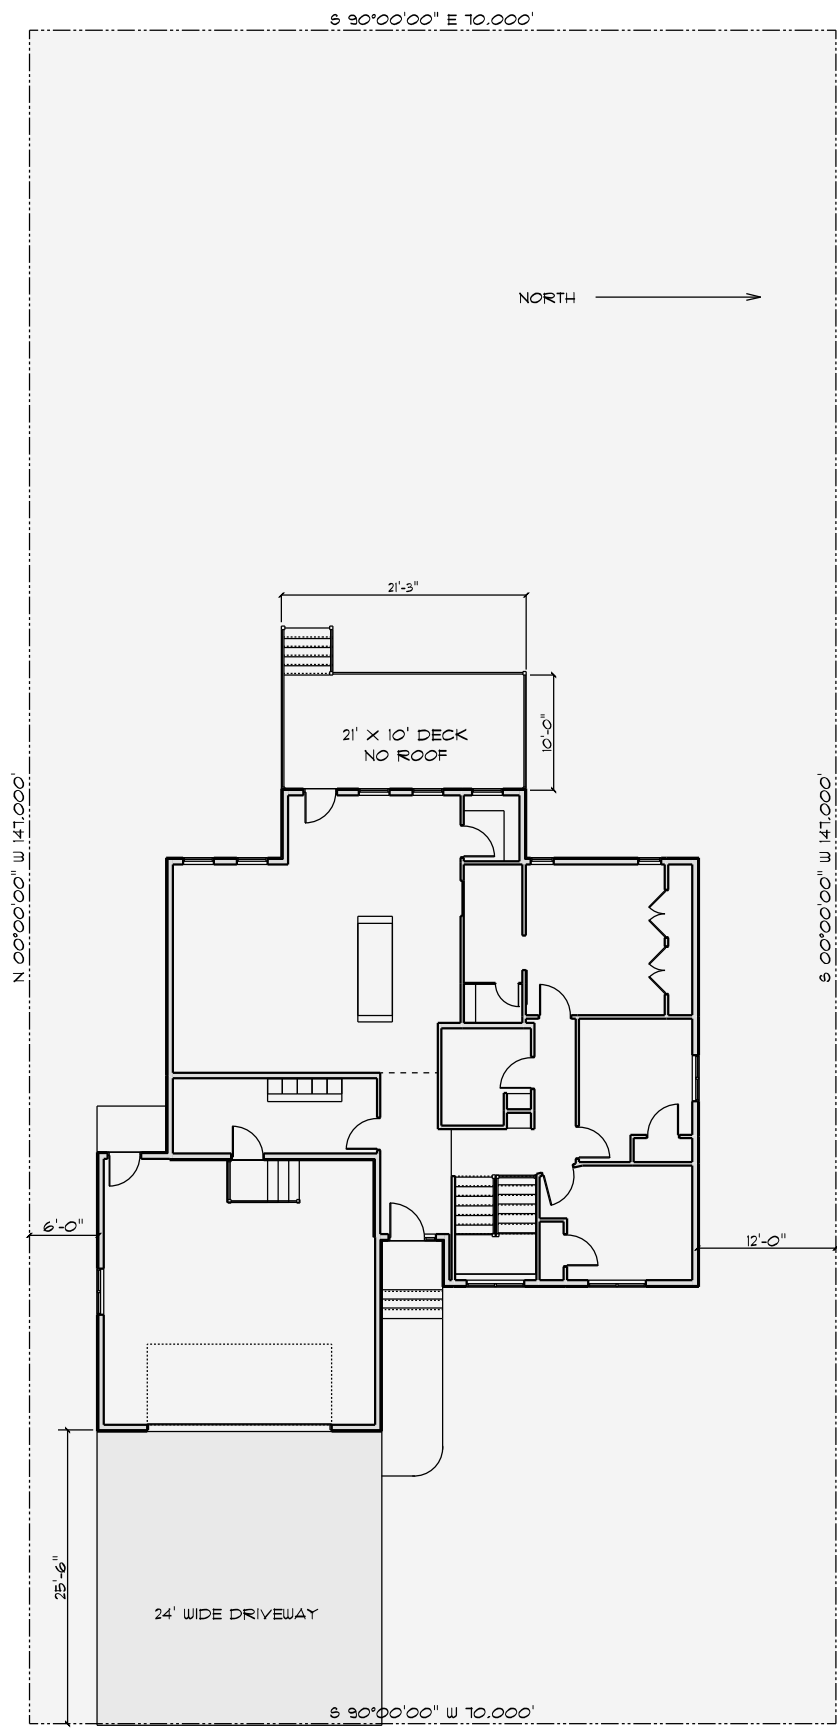 S 90°00'00" E 70.000'
NORTH
21'-3"
21' X 10' DECK
NO ROOF
10'-0"
N 00°00'00" W 147.000'
S 00°00'00" W 147.000'
6'-0"
12'-0"
25'-6"
24' WIDE DRIVEWAY
S 90°00'00" W 70.000'